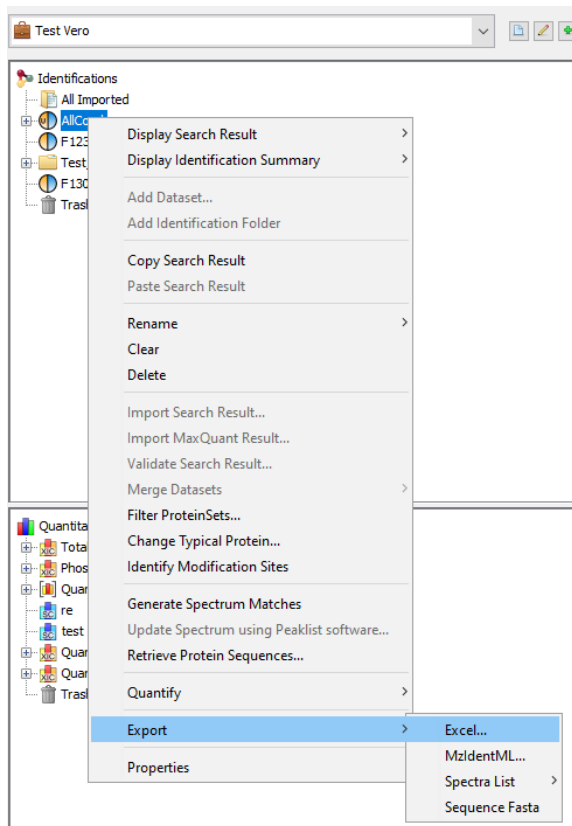 Test Vero
Identifications
All Imported
AllCo
F123
Display Search Result
Test_
Display Identification Summary
F130
Trash
Add Dataset...
Add Identification Folder
Copy Search Result
Paste Search Result
Rename
Clear
Delete
Import Search Result...
Import MaxQuant Result...
Validate Search Result...
Merge Datasets
Filter ProteinSets...
Quantita
Change Typical Protein...
Tota
Phos
Identify Modification Sites
Quar
Generate Spectrum Matches
re
test
Update Spectrum using Peaklist software...
Quar
Retrieve Protein Sequences...
Quar
Trash
Quantify
Export
Excel...
MzIdentML...
Properties
Spectra List
Sequence Fasta